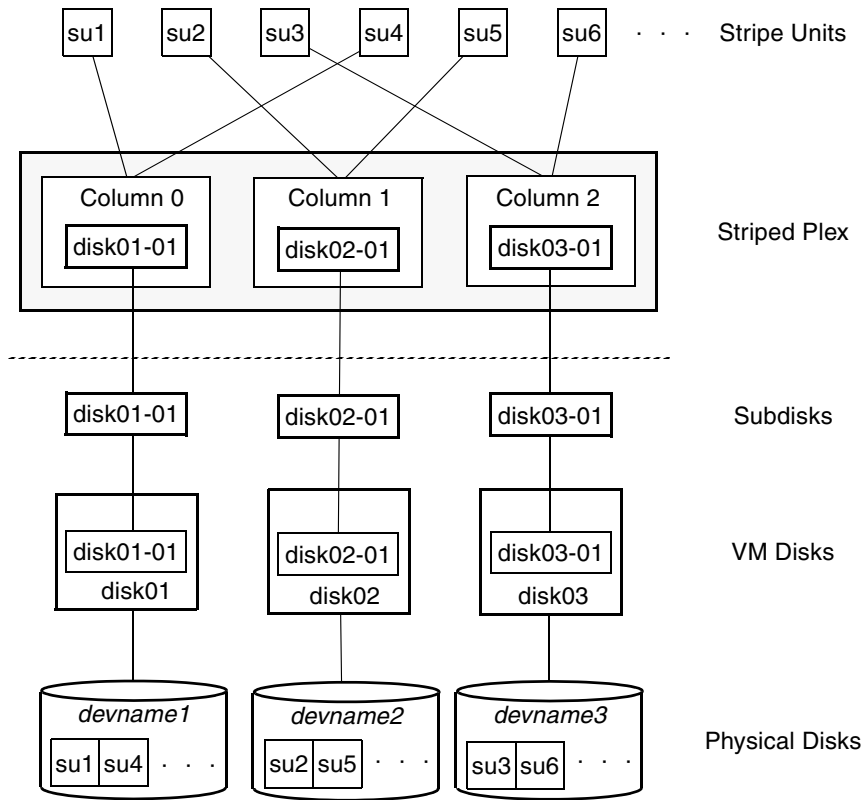 su1 su2 su3 su4 su5 su6 . . . Stripe Units
Column 0 Column 1 Column 2
disk01-01 disk02-01 disk03-01 Striped Plex
disk01-01 disk02-01 disk03-01 Subdisks
disk01-01 disk02-01 disk03-01 VM Disks
disk01 disk02 disk03
devname1 devname2 devname3
su1 su4 . . . su2 su5 . . . su3 su6 . . . Physical Disks